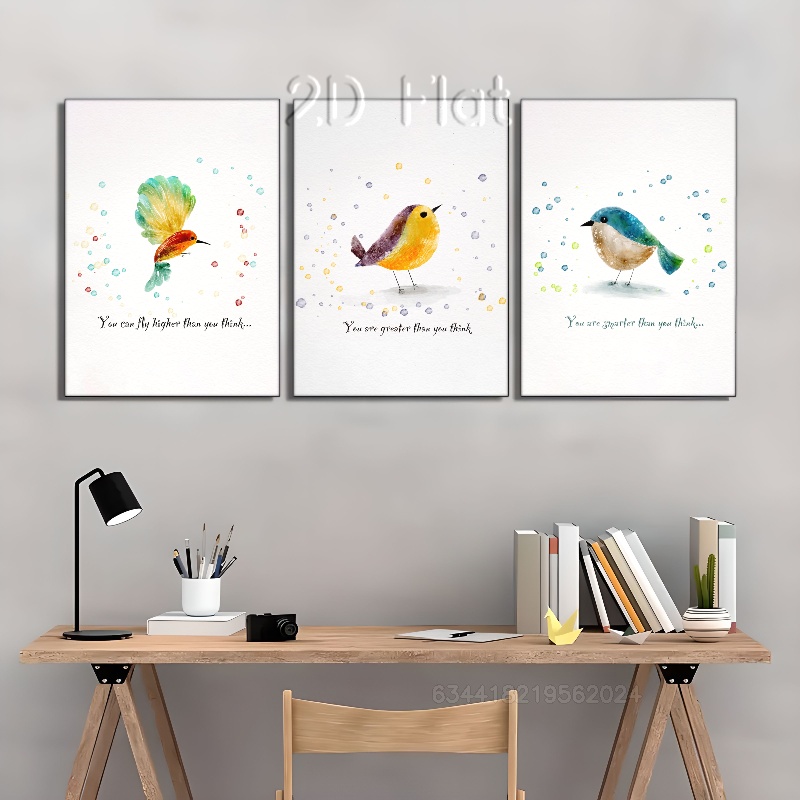 2D Flat
You can fly higher than you think...
You are greater than you think
You are smarter than you think...
634418219562024